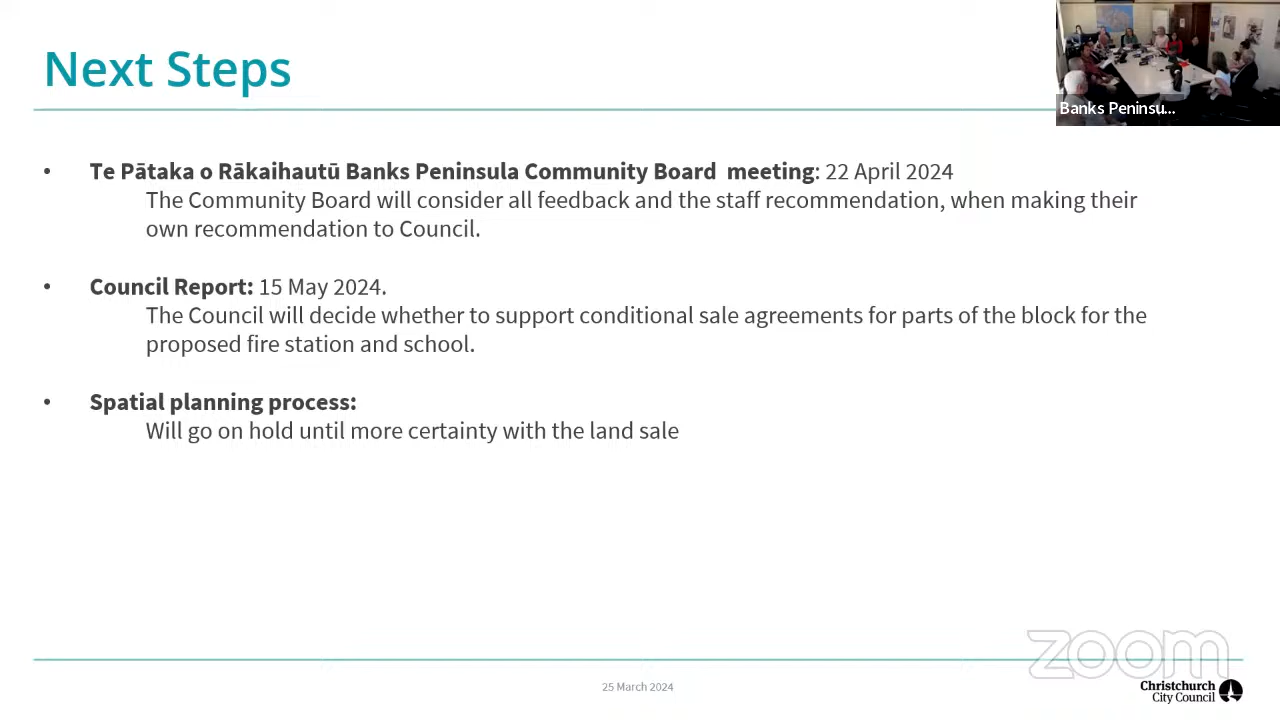 Next Steps
Banks Peninsu...
• Te Pātaka o Rākaihautū Banks Peninsula Community Board  meeting: 22 April 2024
The Community Board will consider all feedback and the staff recommendation, when making their
own recommendation to Council.
• Council Report: 15 May 2024.
The Council will decide whether to support conditional sale agreements for parts of the block for the
proposed fire station and school.
• Spatial planning process:
Will go on hold until more certainty with the land sale
zoom
25 March 2024
Christchurch
City Council